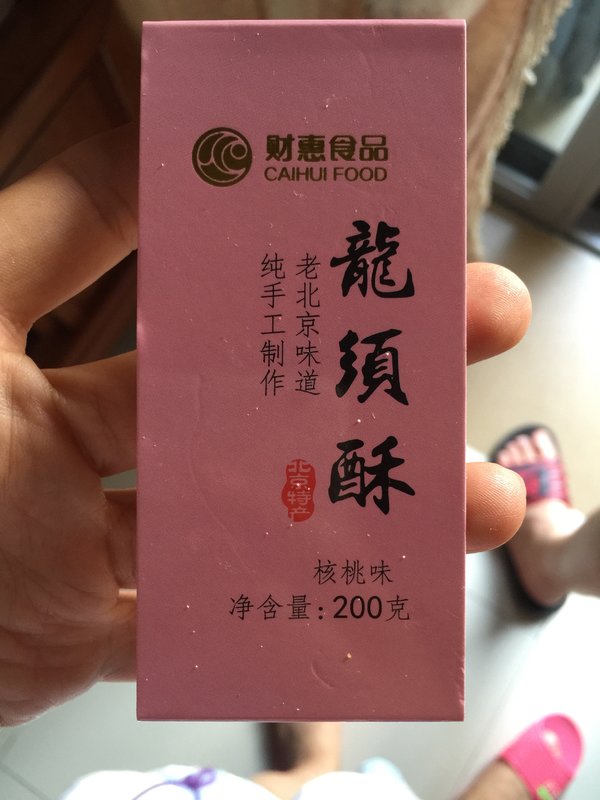 财惠食品
CAIHUI FOOD
龍須酥
老北京味道
纯手工制作
北京特产
核桃味
净含量:200克